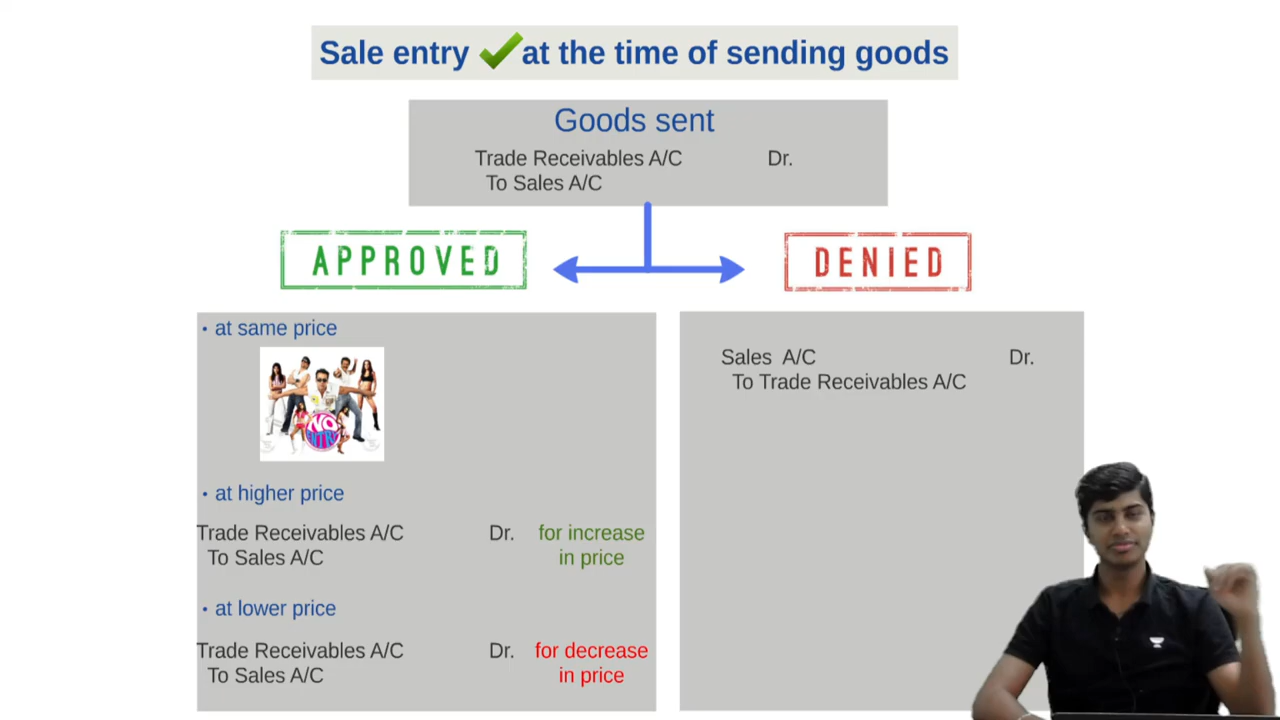 Sale entry at the time of sending goods
Goods sent
Trade Receivables A/C Dr.
To Sales A/C
APPROVED
DENIED
• at same price
NO
ENTRY
• at higher price
Trade Receivables A/C Dr. for increase
To Sales A/C in price
• at lower price
Trade Receivables A/C Dr. for decrease
To Sales A/C in price
Sales A/C Dr.
To Trade Receivables A/C